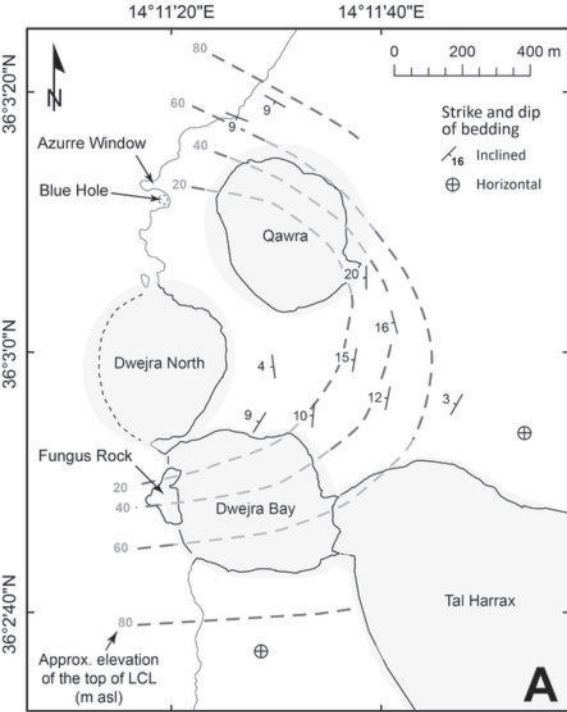 14°11'20"E
14°11'40"E
36°3'20"N
36°3'0"N
36°2'40"N
N
0 200 400 m
Strike and dip
of bedding
16 Inclined
Horizontal
80
60
9
9
40
20
Azurre Window
Blue Hole
Qawra
20
16
Dwejra North
4
15
12
3
9
10
Fungus Rock
20
40
60
Dwejra Bay
Tal Harrax
80
Approx. elevation
of the top of LCL
(m asl)
A